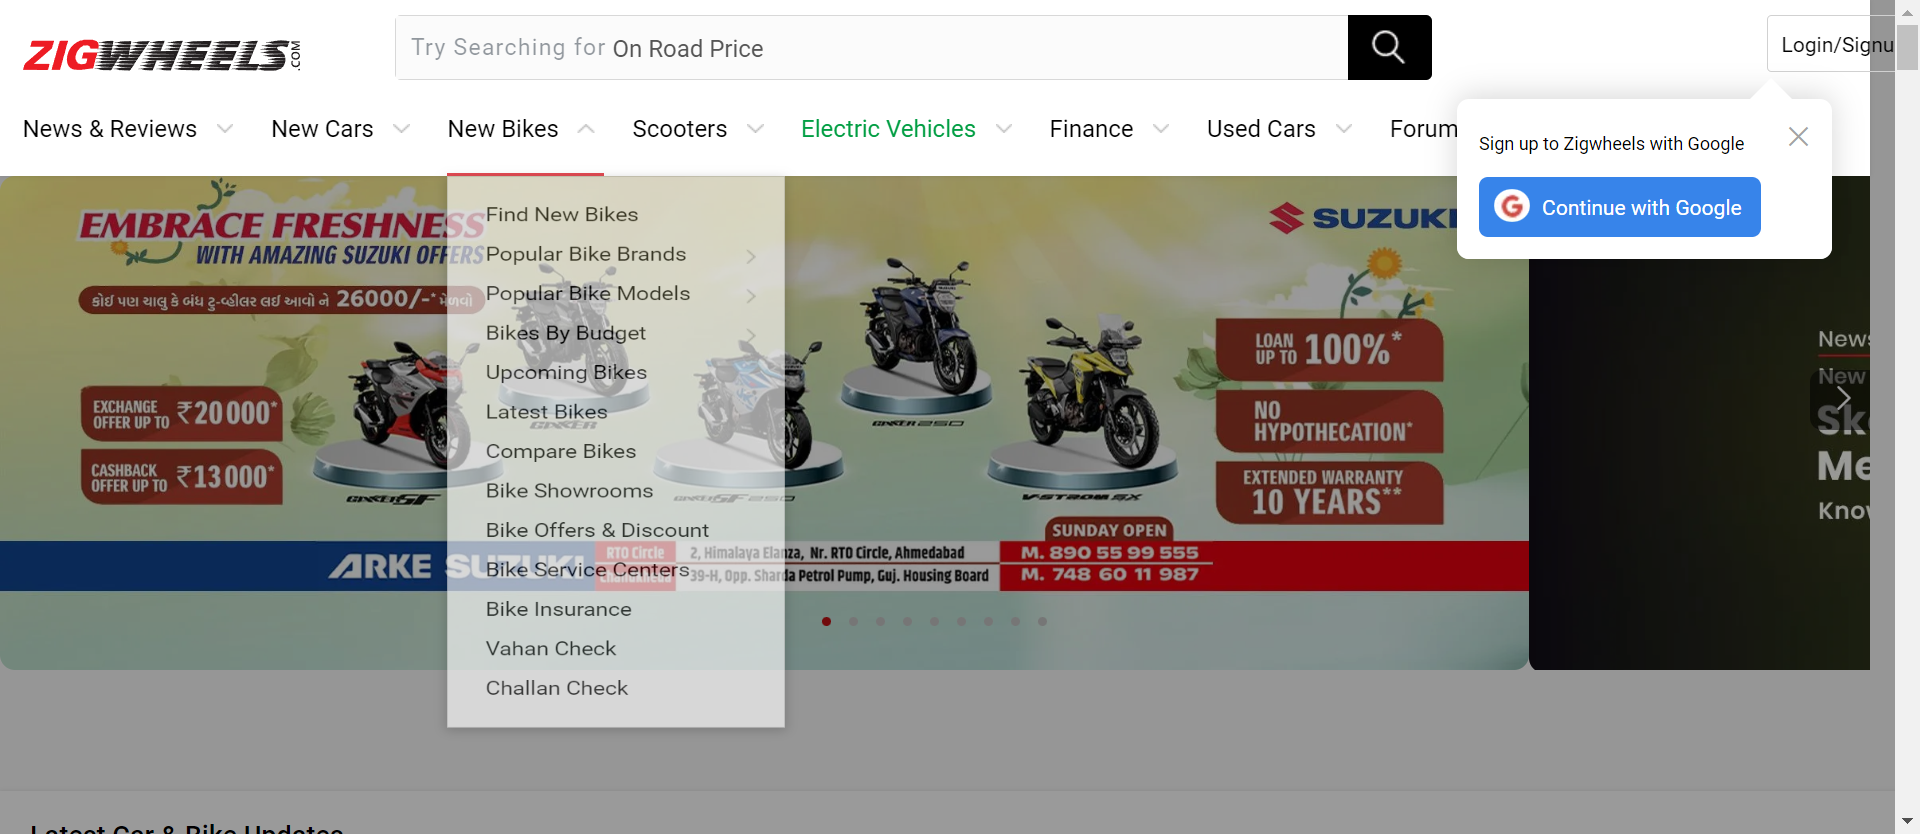 ZIGWHEELS.COM
Try Searching for On Road Price
Login/Signu
News & Reviews
New Cars
New Bikes
Scooters
Electric Vehicles
Finance
Used Cars
Forum
Sign up to Zigwheels with Google
Continue with Google
Find New Bikes
Popular Bike Brands
Popular Bike Models
Bikes By Budget
Upcoming Bikes
Latest Bikes
Compare Bikes
Bike Showrooms
Bike Offers & Discount
Bike Service Centers
Bike Insurance
Vahan Check
Challan Check
EMBRACE FRESHNESS
WITH AMAZING SUZUKI OFFERS
કોઈ પણ ચાલુ કે બંધ ટુ-વ્હીલર લઈ આવો ને 26000/-* મેળવો
EXCHANGE
OFFER UP TO ₹20000*
CASHBACK
OFFER UP TO ₹13000*
GIXXER SF
GIXXER
GIXXER SF 250
GIXXER 250
V-STROM SX
SUZUKI
LOAN
UP TO 100%*
NO
HYPOTHECATION*
EXTENDED WARRANTY
10 YEARS**
SUNDAY OPEN
ARKE SUZUKI
RTO Circle
2, Himalaya Elanza, Nr. RTO Circle, Ahmedabad
M. 890 55 99 555
Chandkheda
39-H, Opp. Sharda Petrol Pump, Guj. Housing Board
M. 748 60 11 987
News
New
Sk
Me
Know
Latest Car & Bike Updates